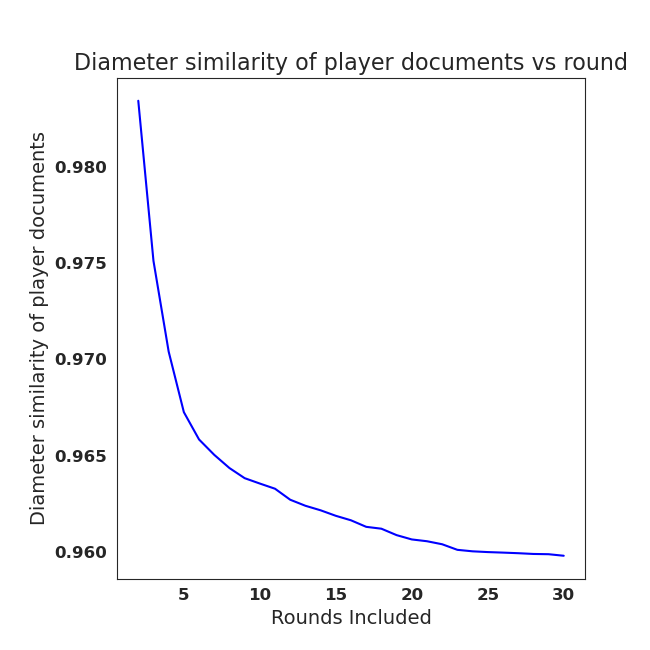 Diameter similarity of player documents vs round
Diameter similarity of player documents
0.980
0.975
0.970
0.965
0.960
5 10 15 20 25 30
Rounds Included